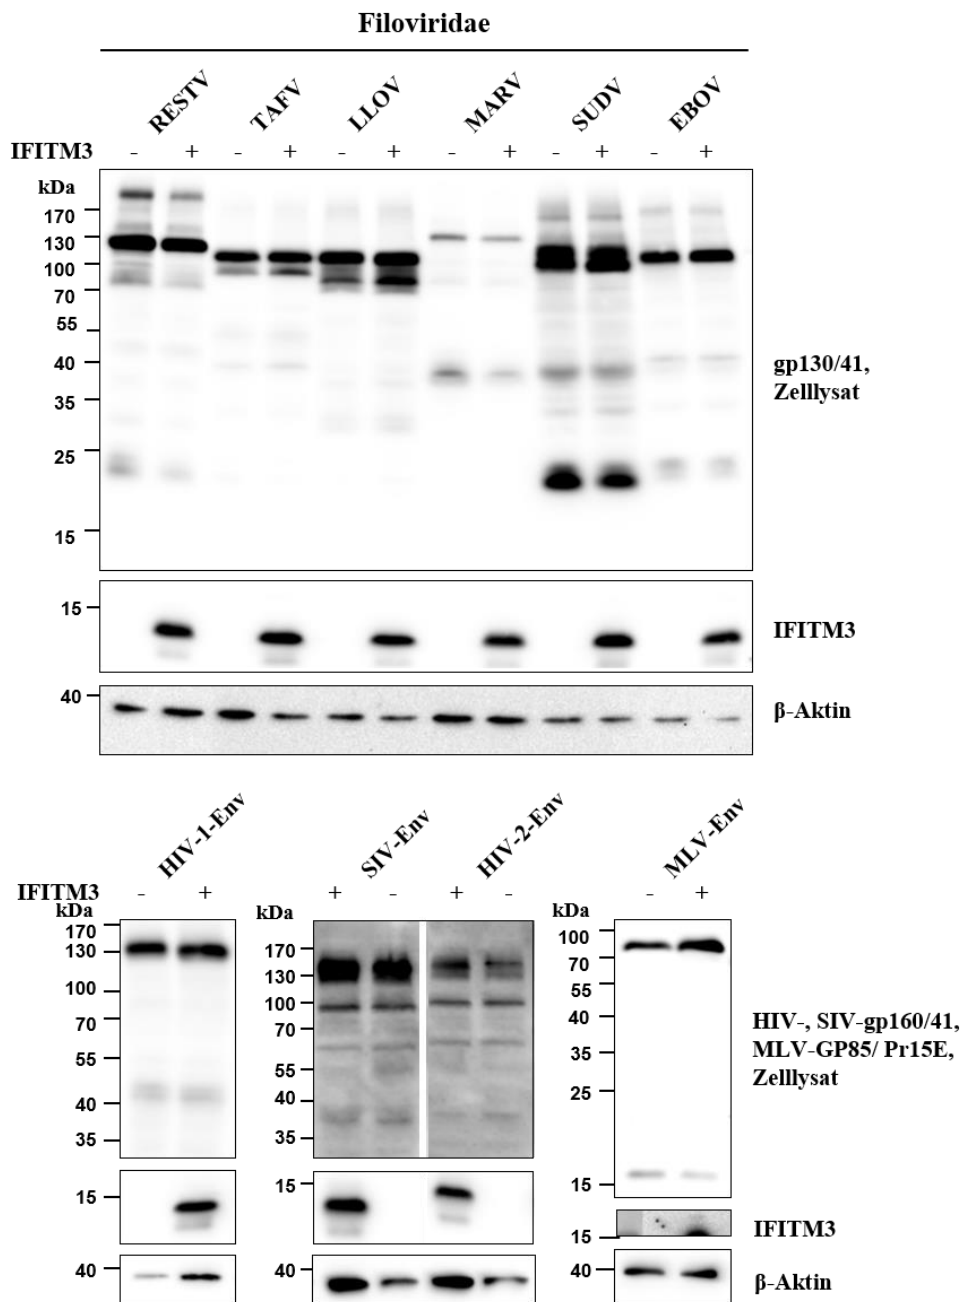 Filoviridae
RESTV TAFV LLOV MARV SUDV EBOV
IFITM3 - + - + - + - + - + - +
kDa
170
130
100
70
55
40
35
25
15
gp130/41,
Zelllysat
15
IFITM3
40
β-Aktin
HIV-1-Env SIV-Env HIV-2-Env MLV-Env
IFITM3 - + + - + - - +
kDa
170
130
100
70
55
40
35
15
40
kDa
170
130
100
70
55
40
35
15
40
kDa
100
70
55
40
35
25
15
15
40
HIV-, SIV-gp160/41,
MLV-GP85/ Pr15E,
Zelllysat
IFITM3
β-Aktin